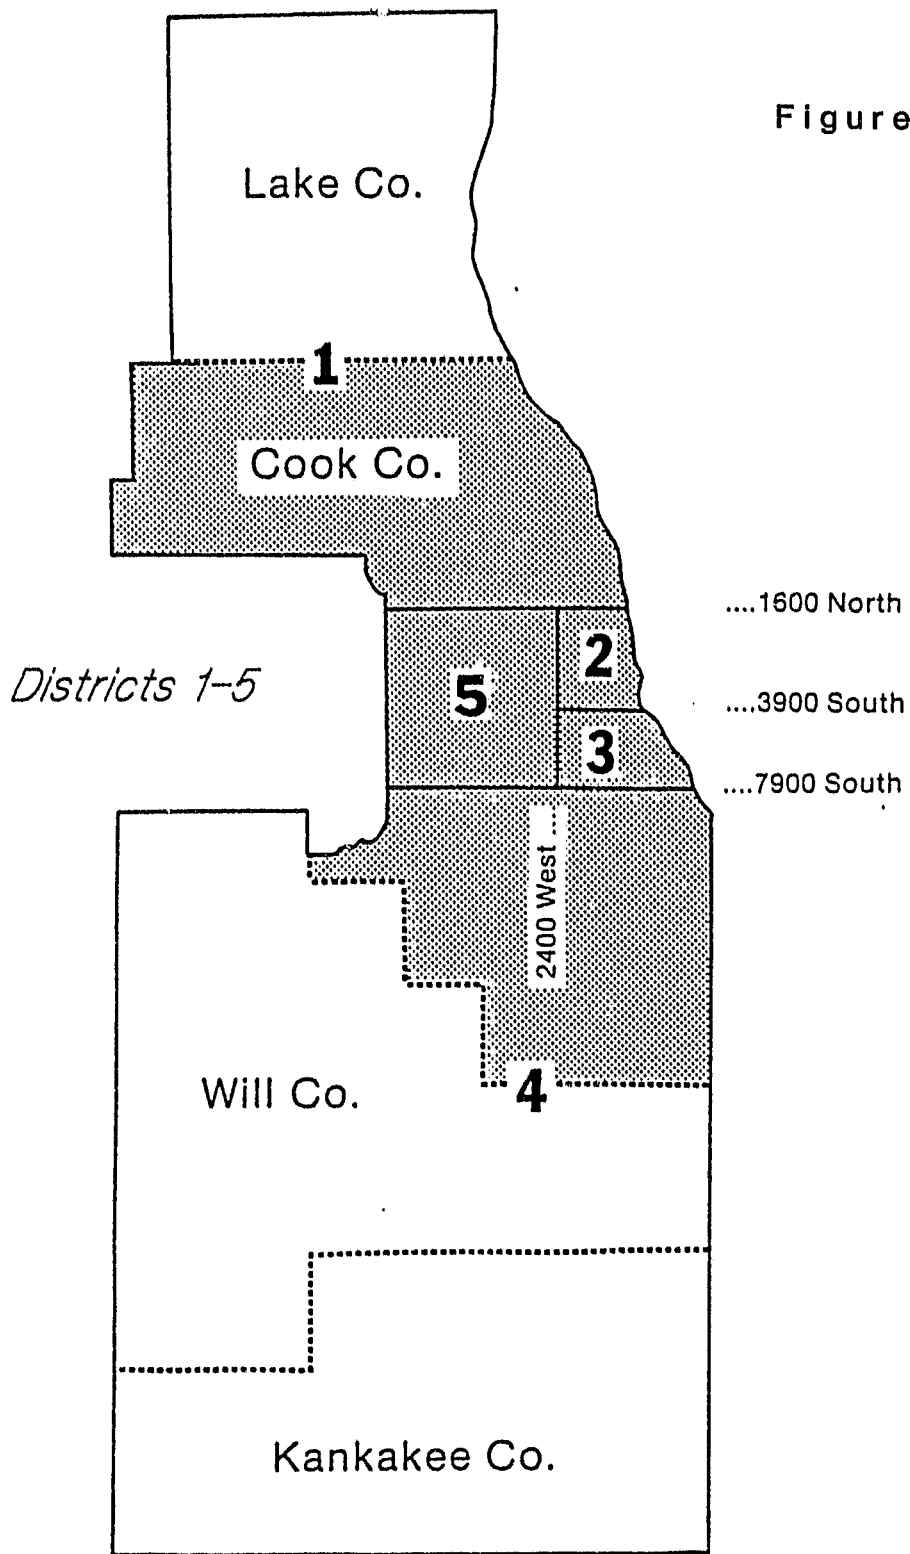 Figure
Lake Co.
1
Cook Co.
....1600 North
2
Districts 1-5
5
....3900 South
3
....7900 South
2400 West ....
Will Co.
4
Kankakee Co.